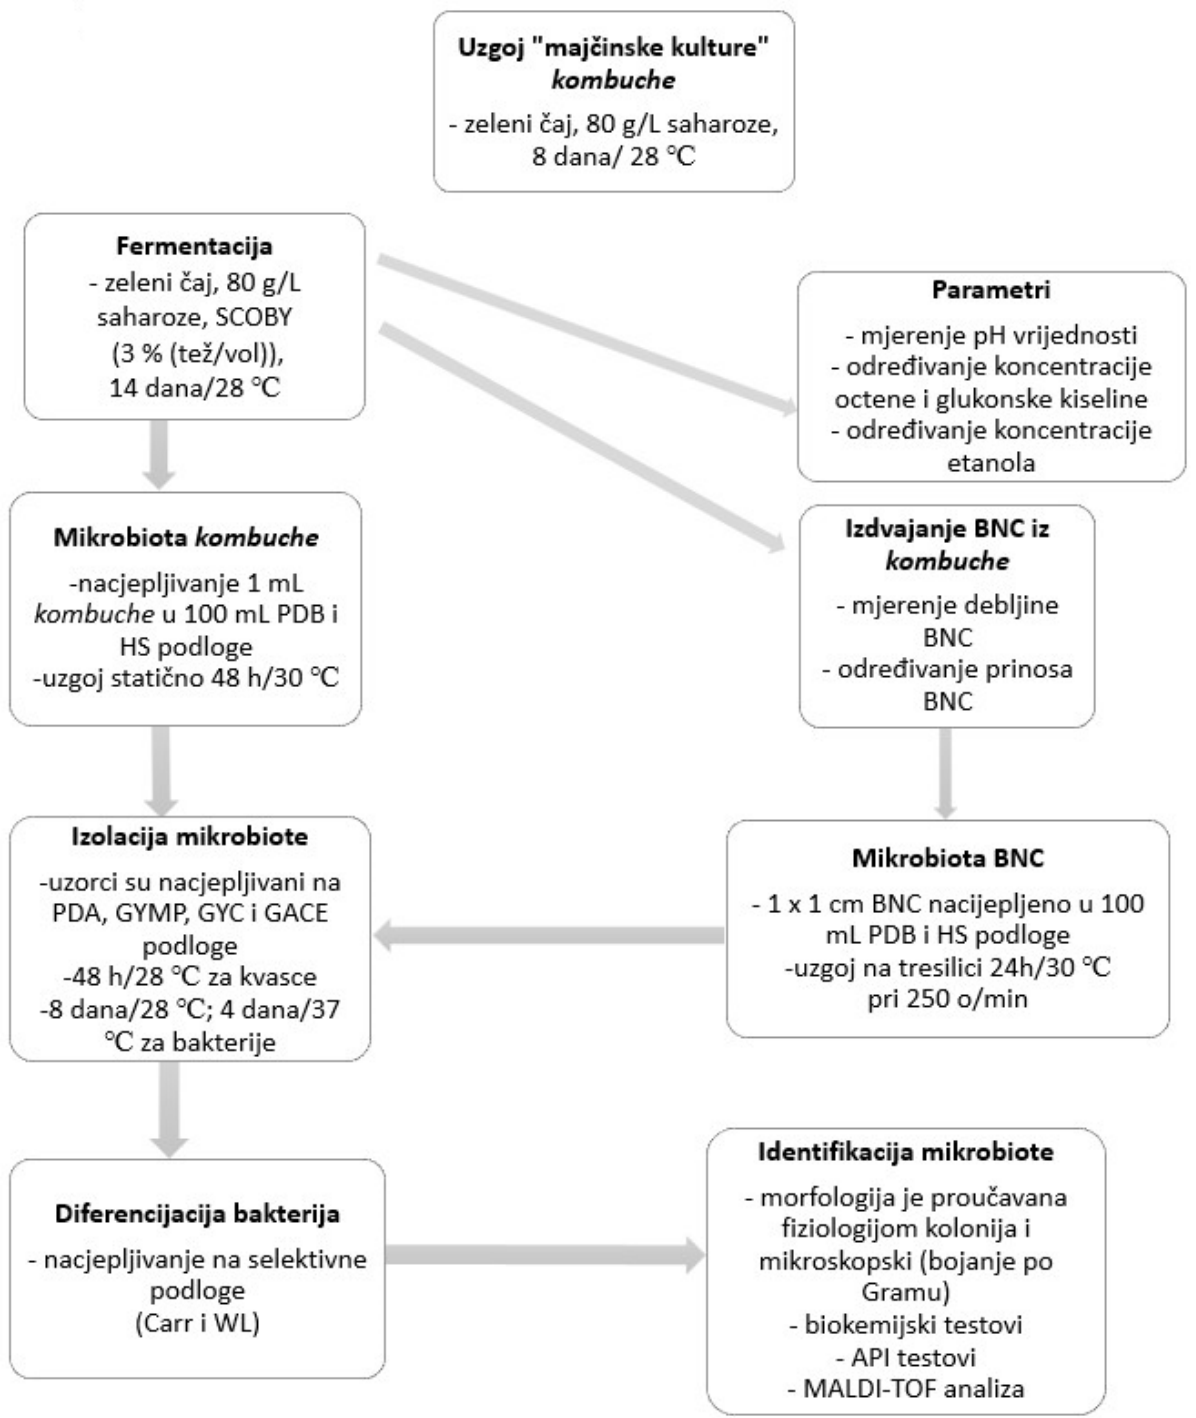 Uzgoj "majčinske kulture"
kombuche
- zeleni čaj, 80 g/L saharoze,
8 dana/ 28 ℃
Fermentacija
- zeleni čaj, 80 g/L
saharoze, SCOBY
(3 % (tež/vol)),
14 dana/28 ℃
Parametri
- mjerenje pH vrijednosti
- određivanje koncentracije
octene i glukonske kiseline
- određivanje koncentracije
etanola
Mikrobiota kombuche
-nacjepljivanje 1 mL
kombuche u 100 mL PDB i
HS podloge
-uzgoj statično 48 h/30 ℃
Izdvajanje BNC iz
kombuche
- mjerenje debljine
BNC
- određivanje prinosa
BNC
Izolacija mikrobiote
-uzorci su nacjepljivani na
PDA, GYMP, GYC i GACE
podloge
-48 h/28 ℃ za kvasce
-8 dana/28 ℃; 4 dana/37
℃ za bakterije
Mikrobiota BNC
- 1 x 1 cm BNC nacijepljeno u 100
mL PDB i HS podloge
-uzgoj na tresilici 24h/30 ℃
pri 250 o/min
Diferencijacija bakterija
- nacjepljivanje na selektivne
podloge
(Carr i WL)
Identifikacija mikrobiote
- morfologija je proučavana
fiziologijom kolonija i
mikroskopski (bojanje po
Gramu)
- biokemijski testovi
- API testovi
- MALDI-TOF analiza